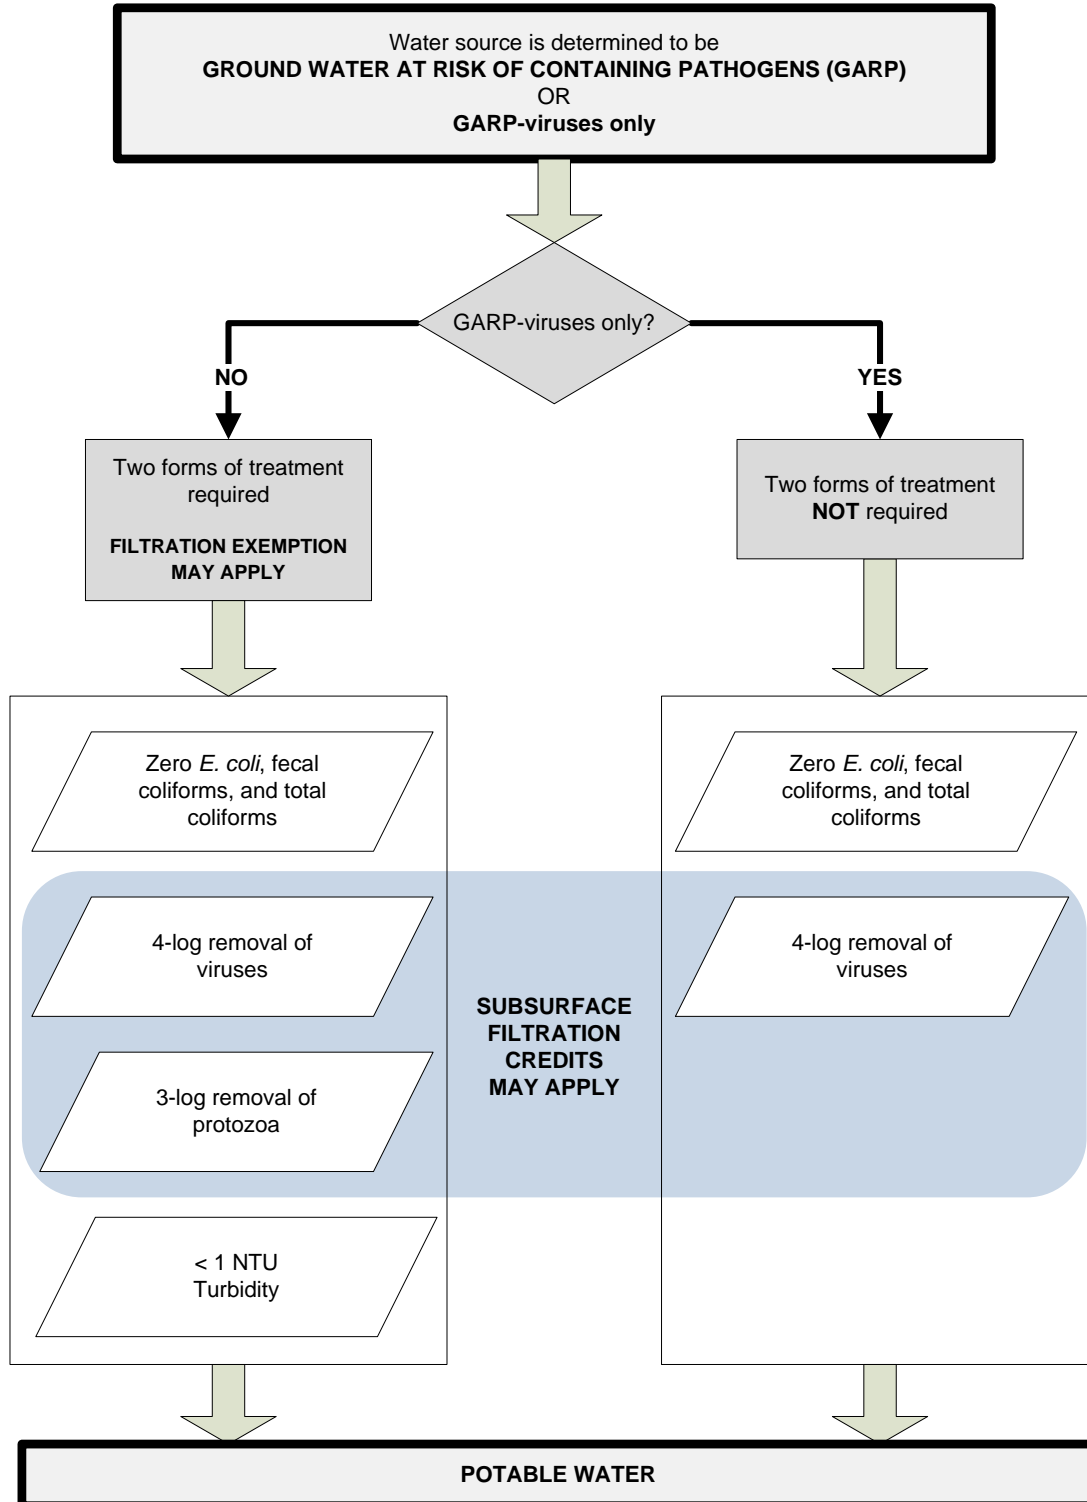 Water source is determined to be
GROUND WATER AT RISK OF CONTAINING PATHOGENS (GARP)
OR
GARP-viruses only
GARP-viruses only?
NO
YES
Two forms of treatment
required
FILTRATION EXEMPTION
MAY APPLY
Two forms of treatment
NOT required
Zero E. coli, fecal
coliforms, and total
coliforms
Zero E. coli, fecal
coliforms, and total
coliforms
4-log removal of
viruses
4-log removal of
viruses
SUBSURFACE
FILTRATION
CREDITS
MAY APPLY
3-log removal of
protozoa
< 1 NTU
Turbidity
POTABLE WATER